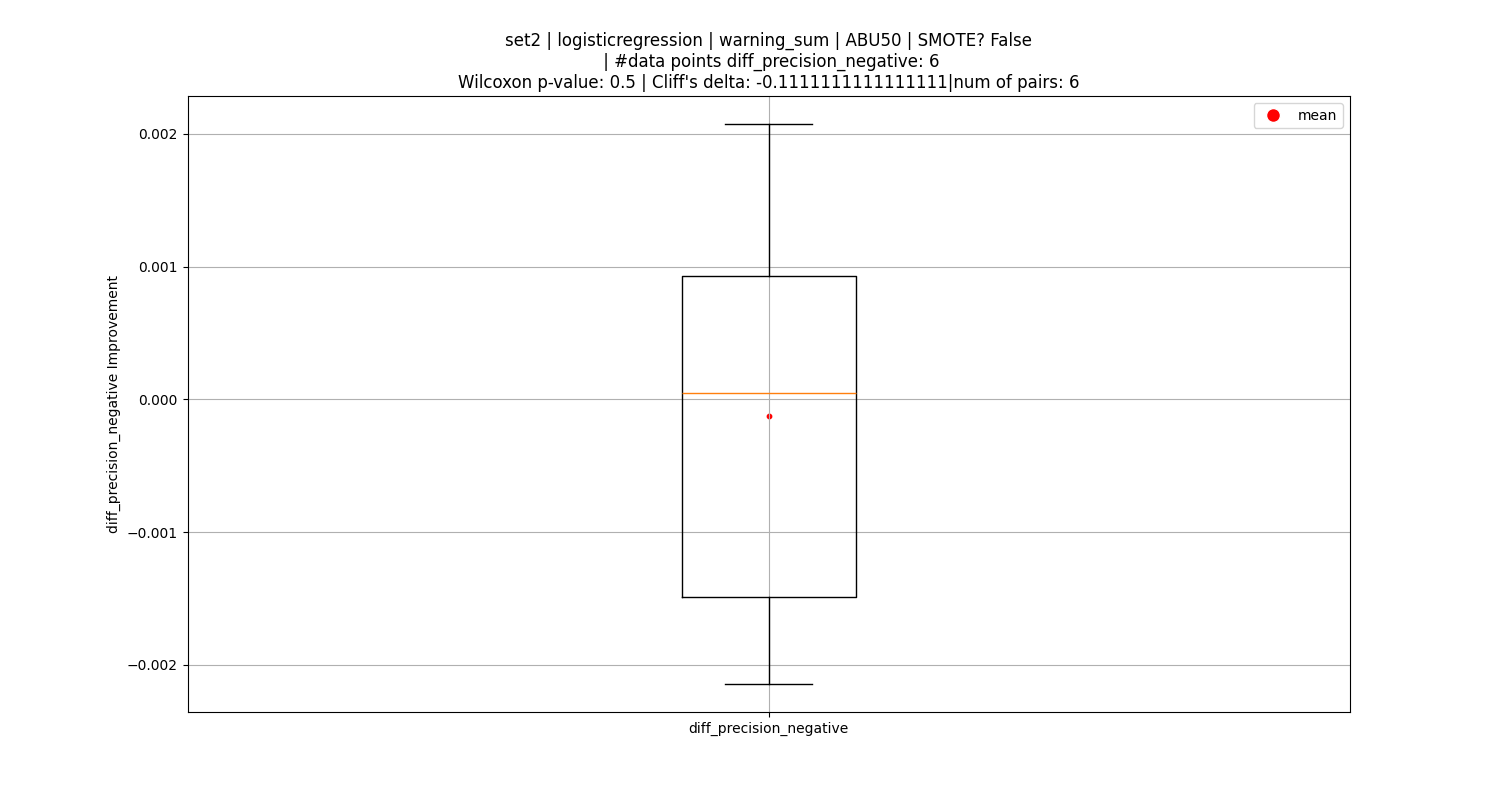 set2 | logisticregression | warning_sum | ABU50 | SMOTE? False
| #data points diff_precision_negative: 6
Wilcoxon p-value: 0.5 | Cliff's delta: -0.1111111111111111|num of pairs: 6
mean
0.002
0.001
0.000
−0.001
−0.002
diff_precision_negative Improvement
diff_precision_negative